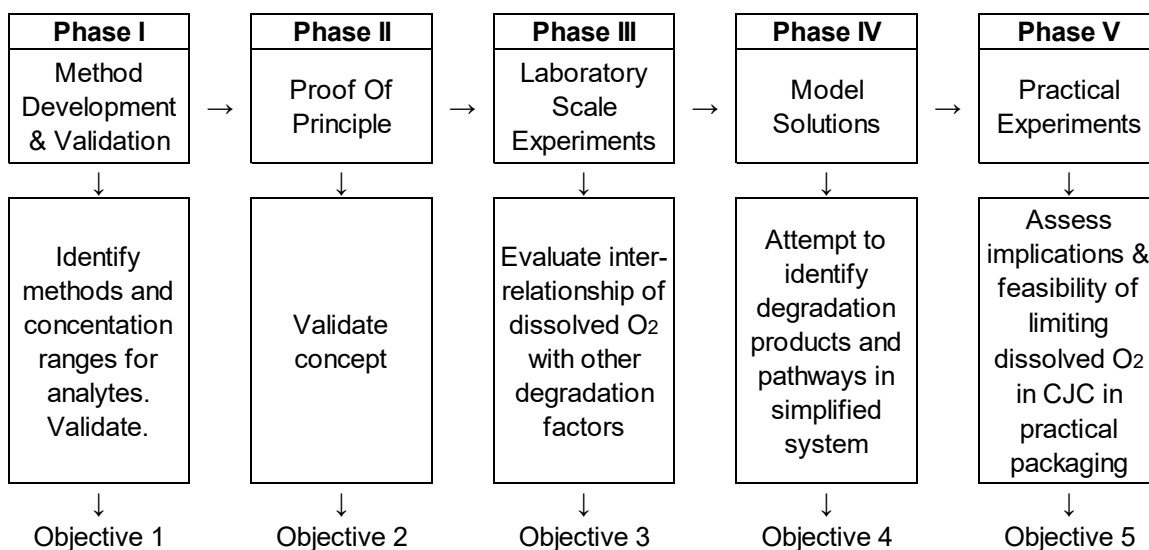 Phase I
Method
Development
& Validation
→
Phase II
Proof Of
Principle
→
Phase III
Laboratory
Scale
Experiments
→
Phase IV
Model
Solutions
→
Phase V
Practical
Experiments
↓
Identify
methods and
concentation
ranges for
analytes.
Validate.
↓
Validate
concept
↓
Evaluate inter-
relationship of
dissolved O2
with other
degradation
factors
↓
Attempt to
identify
degradation
products and
pathways in
simplified
system
↓
Assess
implications &
feasibility of
limiting
dissolved O2
in CJC in
practical
packaging
↓
Objective 1
↓
Objective 2
↓
Objective 3
↓
Objective 4
↓
Objective 5